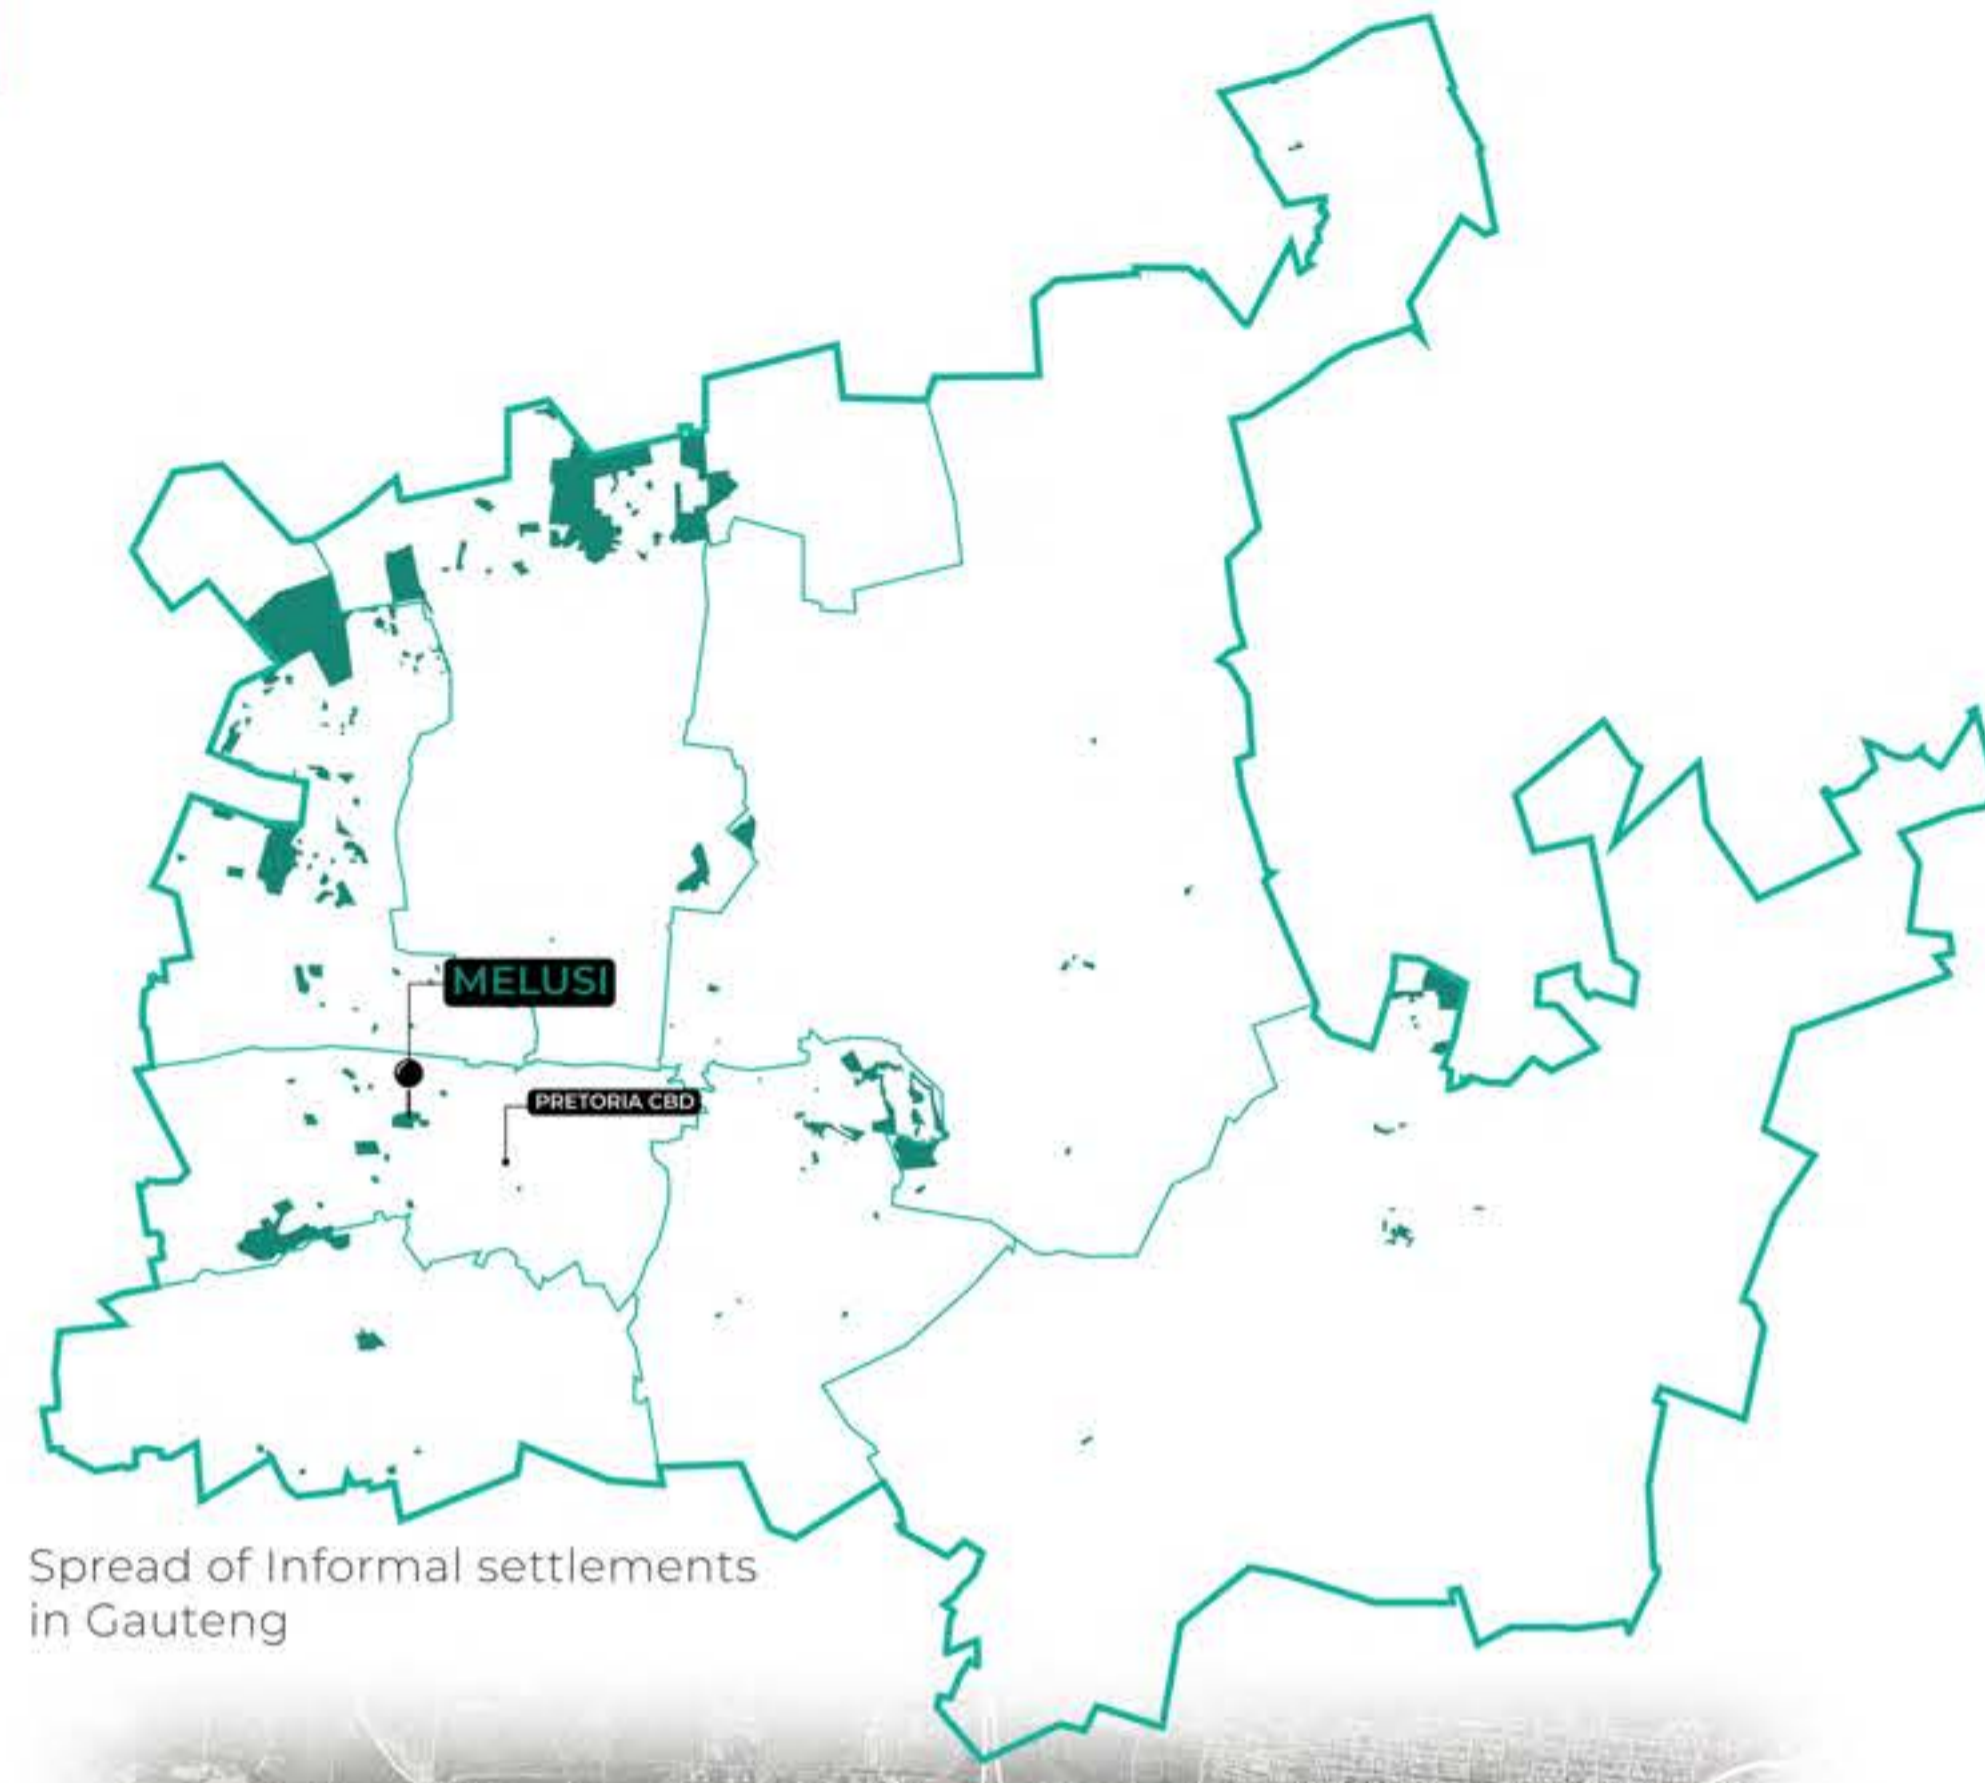 MELUSI
PRETORIA CBD
Spread of Informal settlements
in Gauteng